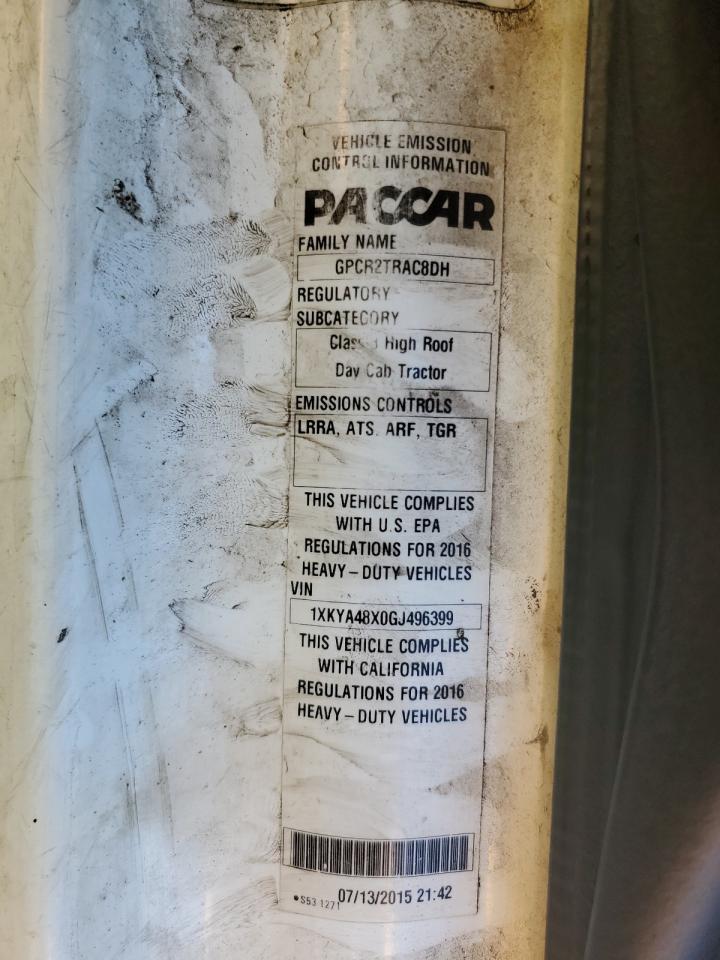 VEHICLE EMISSION
CONTROL INFORMATION
PACCAR
FAMILY NAME
GPCR2TRAC8DH
REGULATORY
SUBCATEGORY
High Roof
Day Cab Tractor
EMISSIONS CONTROLS
LRRA, ATS. ARF, TGR
THIS VEHICLE COMPLIES
WITH U.S. EPA
REGULATIONS FOR 2016
HEAVY-DUTY VEHICLES
VIN
1XKYA48X0GJ496399
THIS VEHICLE COMPLIES
WITH CALIFORNIA
REGULATIONS FOR 2016
HEAVY-DUTY VEHICLES
S53 1271 07/13/2015 21:42